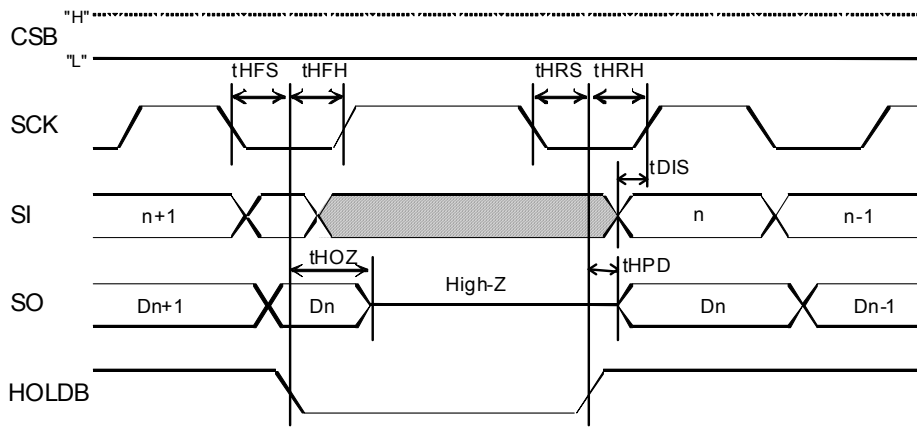 "H"
CSB
"L"
tHFS tHFH tHRS tHRH
SCK
tDIS
SI n+1 n n-1
tHOZ tHPD
High-Z
SO Dn+1 Dn Dn Dn-1
HOLDB